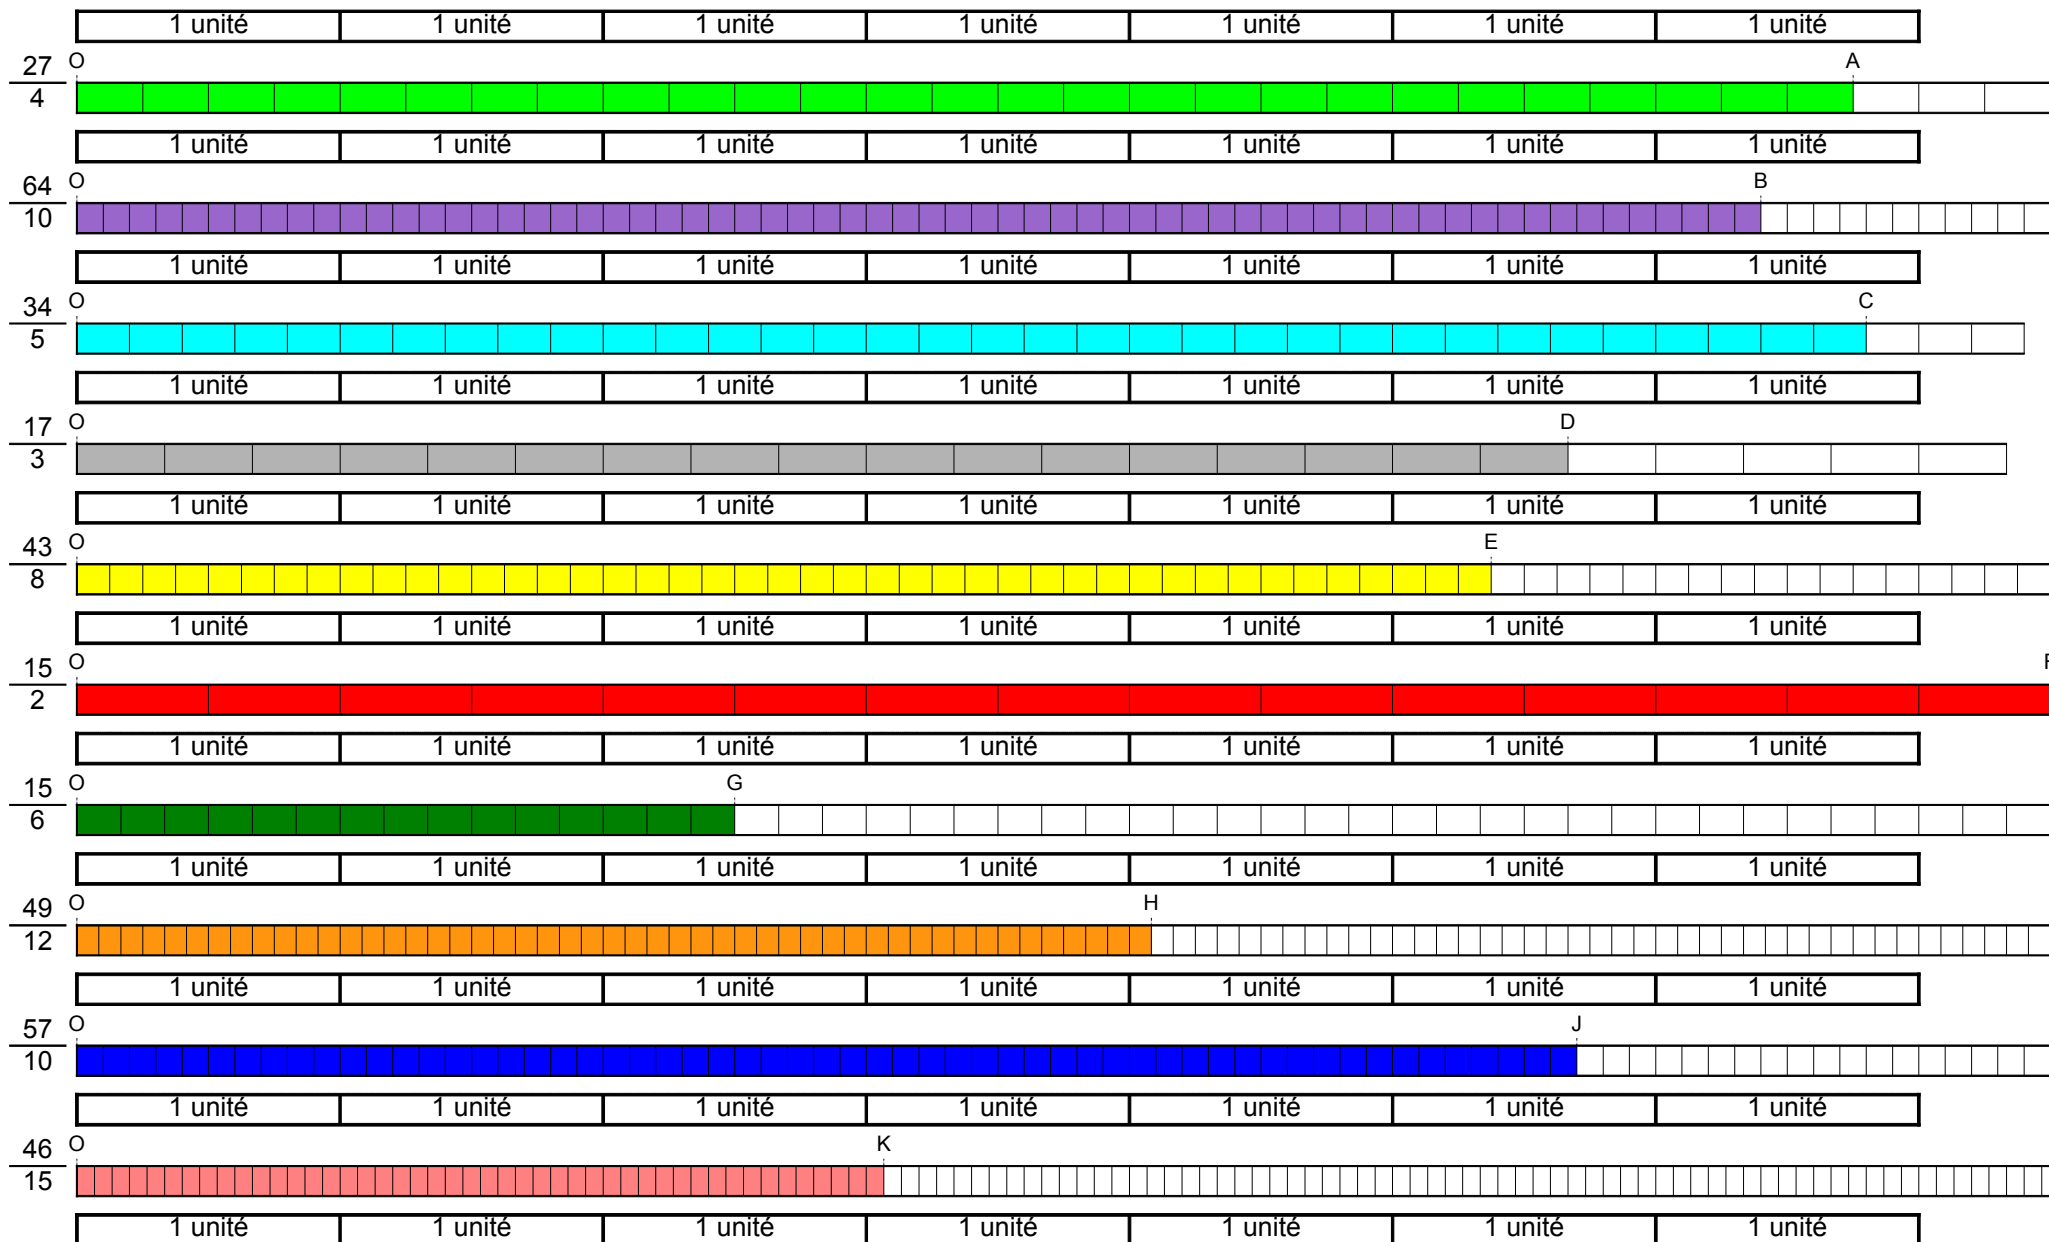 1 unité 1 unité 1 unité 1 unité 1 unité 1 unité 1 unité
27 O A
4
1 unité 1 unité 1 unité 1 unité 1 unité 1 unité 1 unité
64 O B
10
1 unité 1 unité 1 unité 1 unité 1 unité 1 unité 1 unité
34 O C
5
1 unité 1 unité 1 unité 1 unité 1 unité 1 unité 1 unité
17 O D
3
1 unité 1 unité 1 unité 1 unité 1 unité 1 unité 1 unité
43 O E
8
1 unité 1 unité 1 unité 1 unité 1 unité 1 unité 1 unité
15 O
2
1 unité 1 unité 1 unité 1 unité 1 unité 1 unité 1 unité
15 O G
6
1 unité 1 unité 1 unité 1 unité 1 unité 1 unité 1 unité
49 O H
12
1 unité 1 unité 1 unité 1 unité 1 unité 1 unité 1 unité
57 O J
10
1 unité 1 unité 1 unité 1 unité 1 unité 1 unité 1 unité
46 O K
15
1 unité 1 unité 1 unité 1 unité 1 unité 1 unité 1 unité